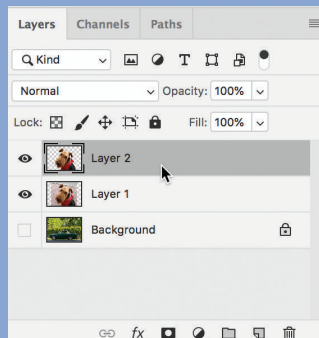 Layers Channels Paths
Kind T
Normal Opacity: 100%
Lock: Fill: 100%
Layer 2
Layer 1
Background
fx